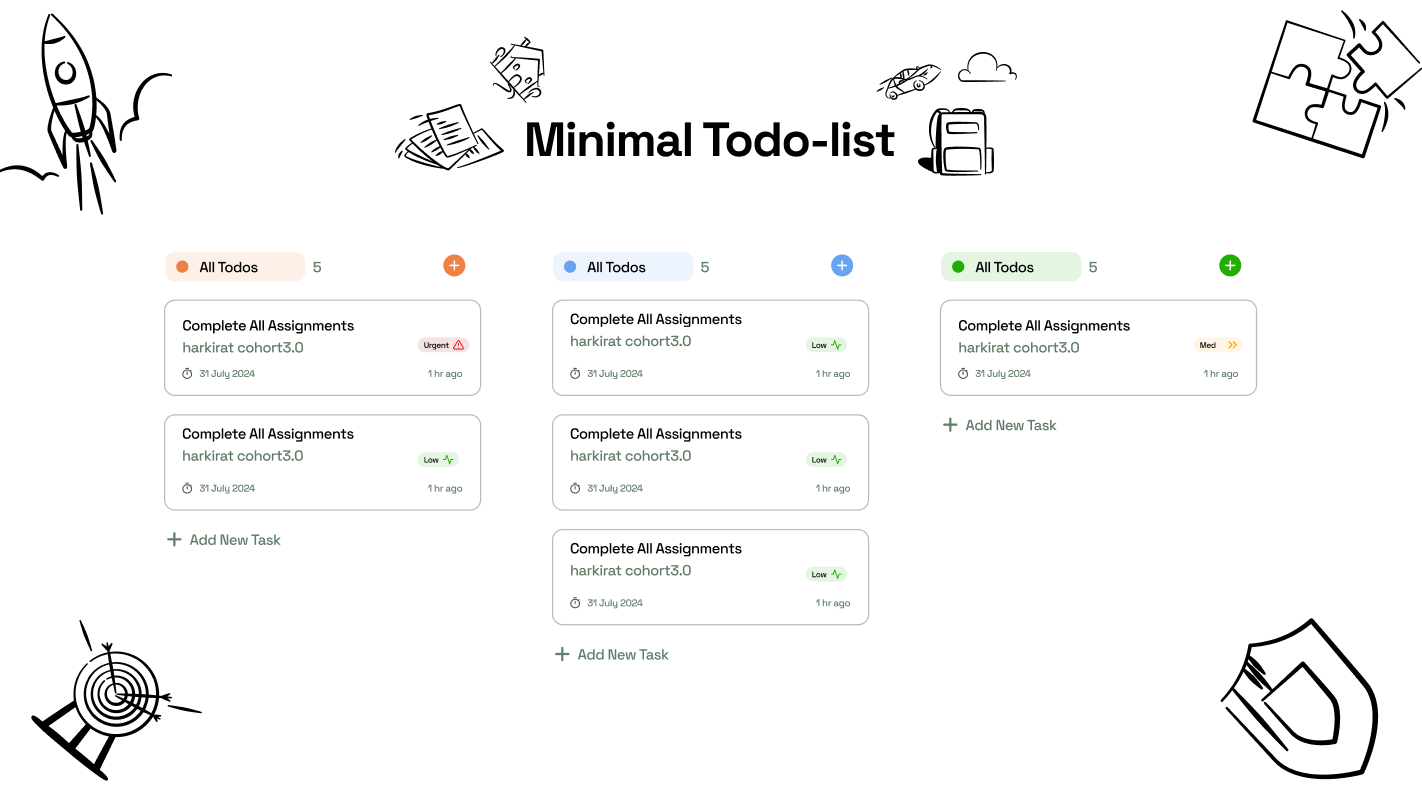 Minimal Todo-list
All Todos 5
Complete All Assignments
harkirat cohort3.0
Urgent
31 July 2024 1 hr ago
Complete All Assignments
harkirat cohort3.0
Low
31 July 2024 1 hr ago
Add New Task
All Todos 5
Complete All Assignments
harkirat cohort3.0
Low
31 July 2024 1 hr ago
Complete All Assignments
harkirat cohort3.0
Low
31 July 2024 1 hr ago
Complete All Assignments
harkirat cohort3.0
Low
31 July 2024 1 hr ago
Add New Task
All Todos 5
Complete All Assignments
harkirat cohort3.0
Med
31 July 2024 1 hr ago
Add New Task